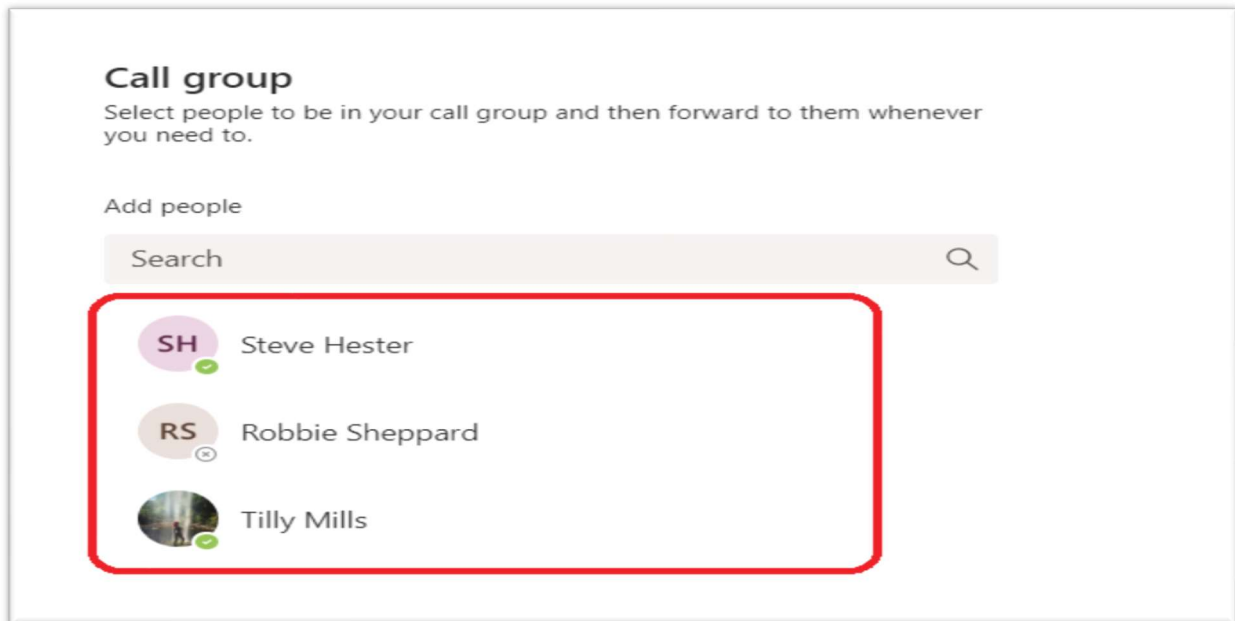 Call group
Select people to be in your call group and then forward to them whenever
you need to.
Add people
Search
SH Steve Hester
RS Robbie Sheppard
Tilly Mills